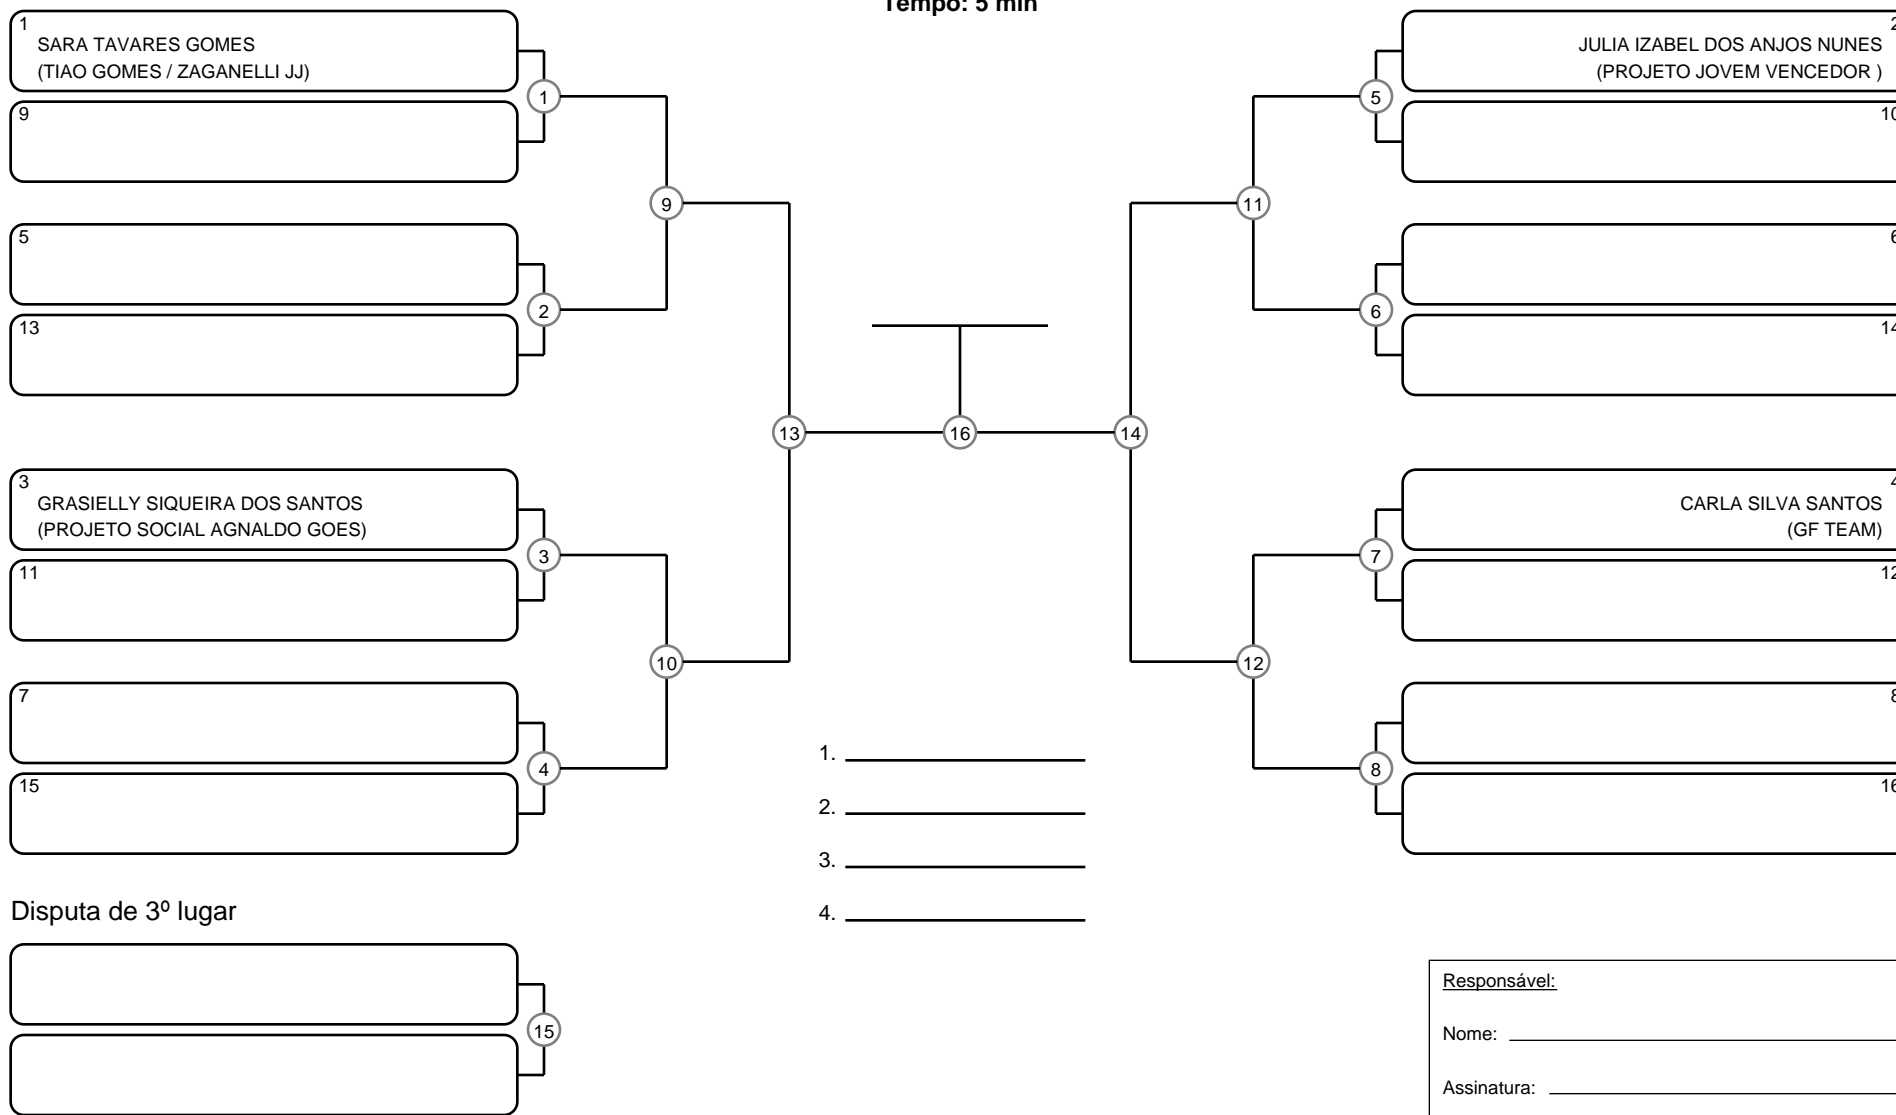 Tempo: 5 min
1
SARA TAVARES GOMES
(TIAO GOMES / ZAGANELLI JJ)
9
1
5
13
2
9
3
GRASIELLY SIQUEIRA DOS SANTOS
(PROJETO SOCIAL AGNALDO GOES)
11
3
7
15
4
10
13
16
14
2
JULIA IZABEL DOS ANJOS NUNES
(PROJETO JOVEM VENCEDOR )
10
5
6
14
6
11
4
CARLA SILVA SANTOS
(GF TEAM)
12
7
8
16
8
12
1.
2.
3.
4.
Disputa de 3º lugar
15
Responsável:
Nome:
Assinatura: